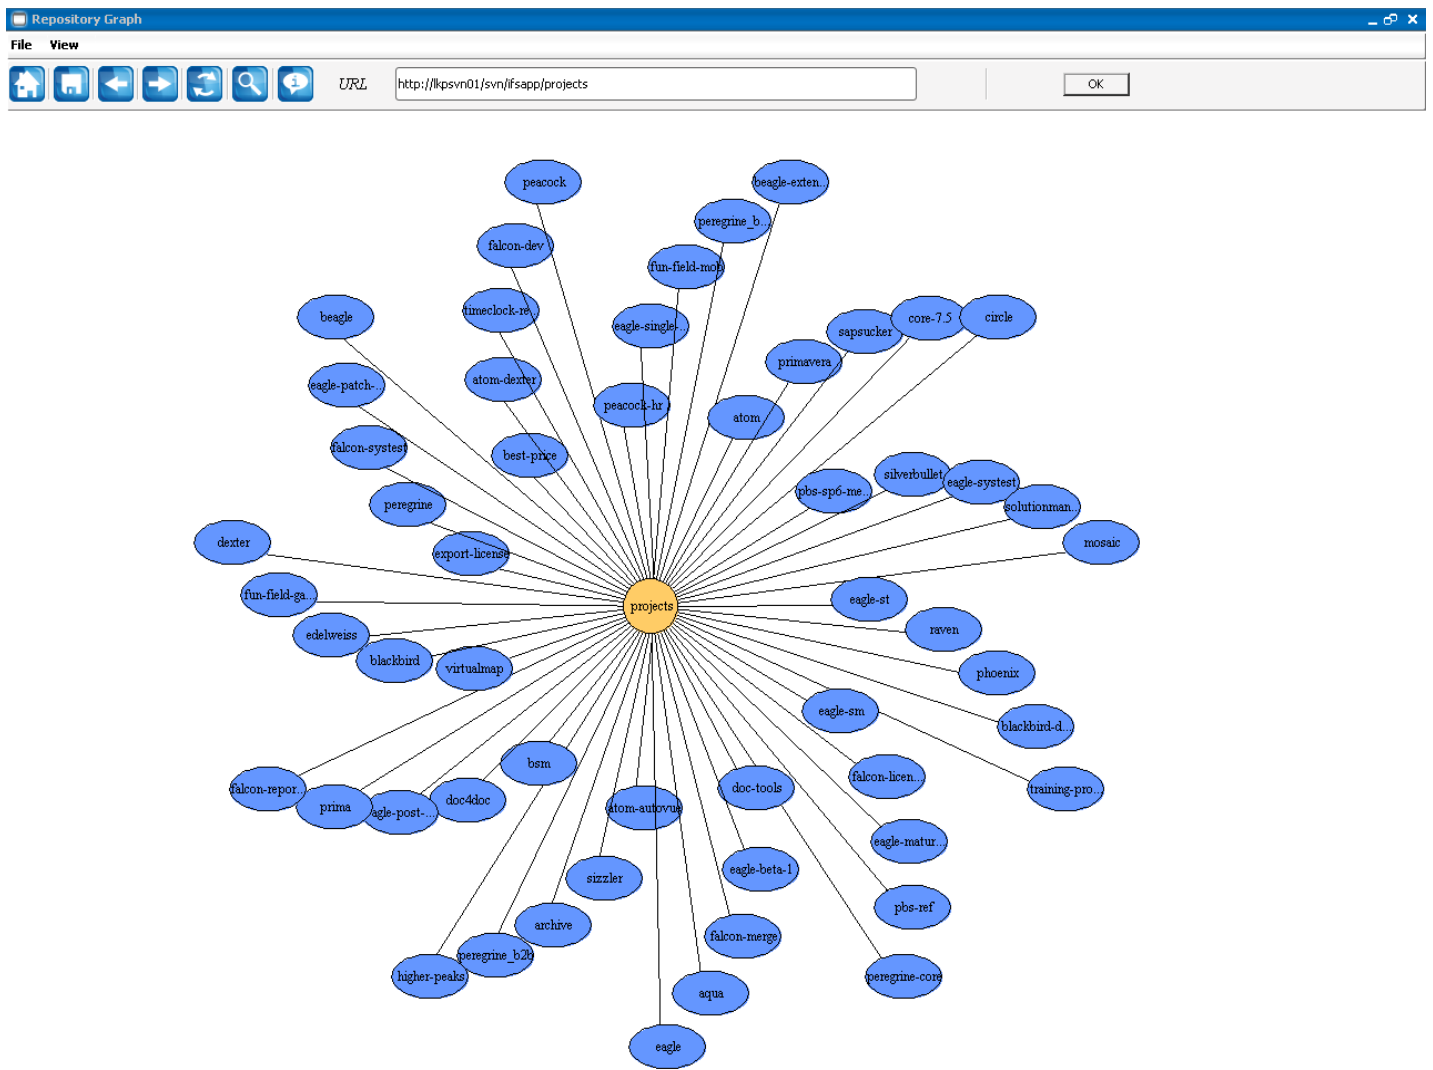 Repository Graph
File View
URL http://lkpsvn01/svn/ifsapp/projects OK
peacock
beagle-exten...
peregrine_b...
falcon-dev
fun-field-mob
timeclock-re...
beagle
eagle-single-...
sapsucker
core-7.5
circle
primavera
eagle-patch-...
atom-dexter
peacock-hr
atom
falcon-systest
best-price
silverbullet
eagle-systest
pbs-sp6-me...
peregrine
solutionman...
dexter
export-license
mosaic
fun-field-ga...
projects
eagle-st
edelweiss
raven
blackbird
virtualmap
phoenix
eagle-sm
blackbird-d...
bsm
falcon-licen...
falcon-repor...
doc-tools
training-pro...
prima
agle-post-...
doc4doc
atom-autovue
eagle-matur...
eagle-beta-1
sizzler
pbs-ref
archive
falcon-merge
peregrine_b2b
higher-peaks
peregrine-core
aqua
eagle